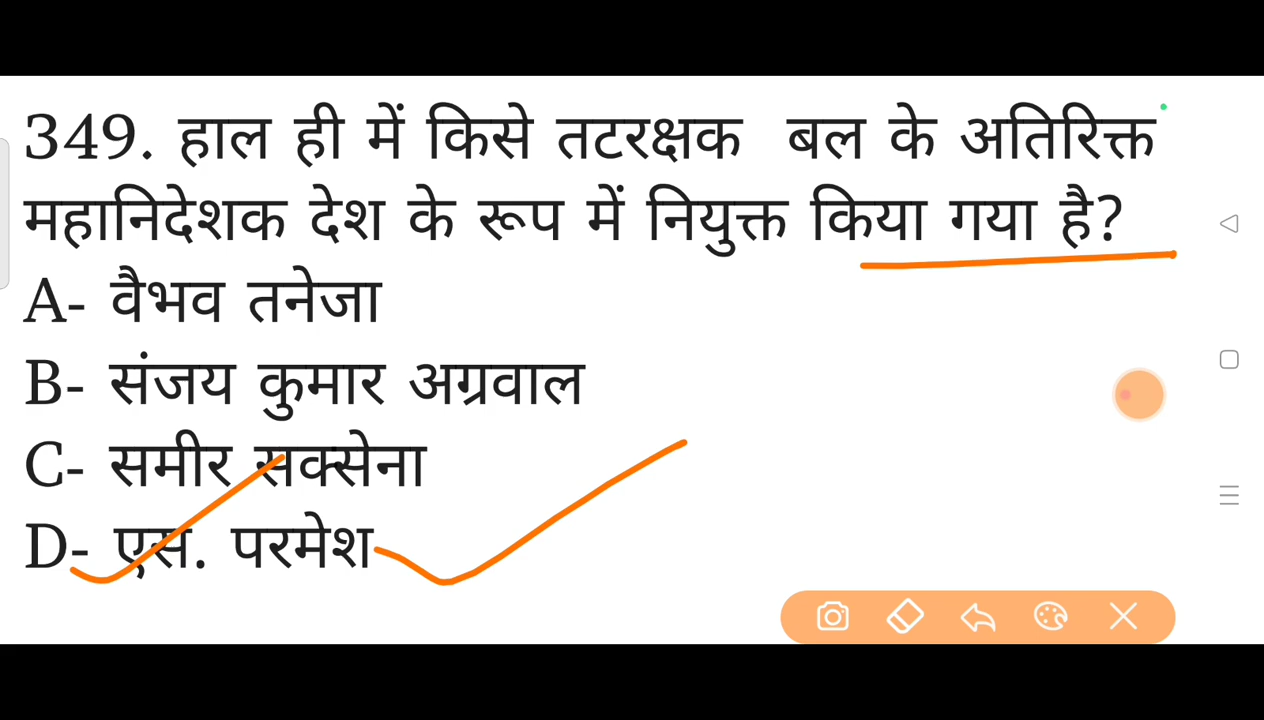 349. हाल ही में किसे तटरक्षक बल के अतिरिक्त
महानिदेशक देश के रूप में नियुक्त किया गया है?
A- वैभव तनेजा
B- संजय कुमार अग्रवाल
C- समीर सक्सेना
D- एस. परमेश